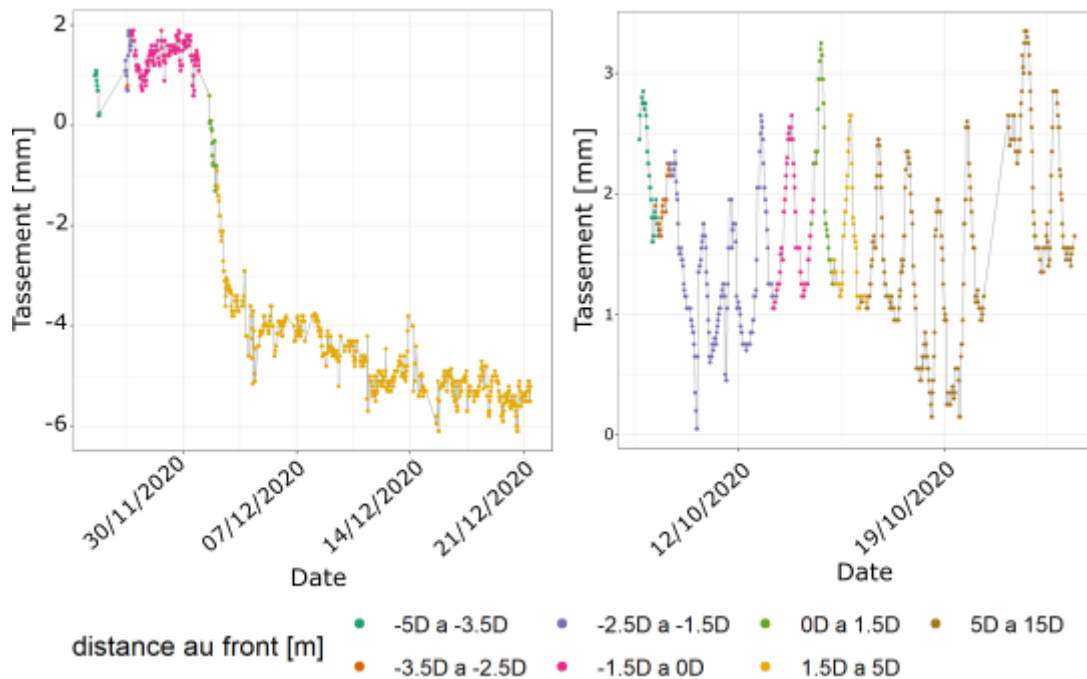 2
0
-2
-4
-6
Tassement [mm]
30/11/2020
07/12/2020
14/12/2020
21/12/2020
Date
3
2
1
0
Tassement [mm]
12/10/2020
19/10/2020
Date
distance au front [m]
-5D a -3.5D
-2.5D a -1.5D
0D a 1.5D
5D a 15D
-3.5D a -2.5D
-1.5D a 0D
1.5D a 5D